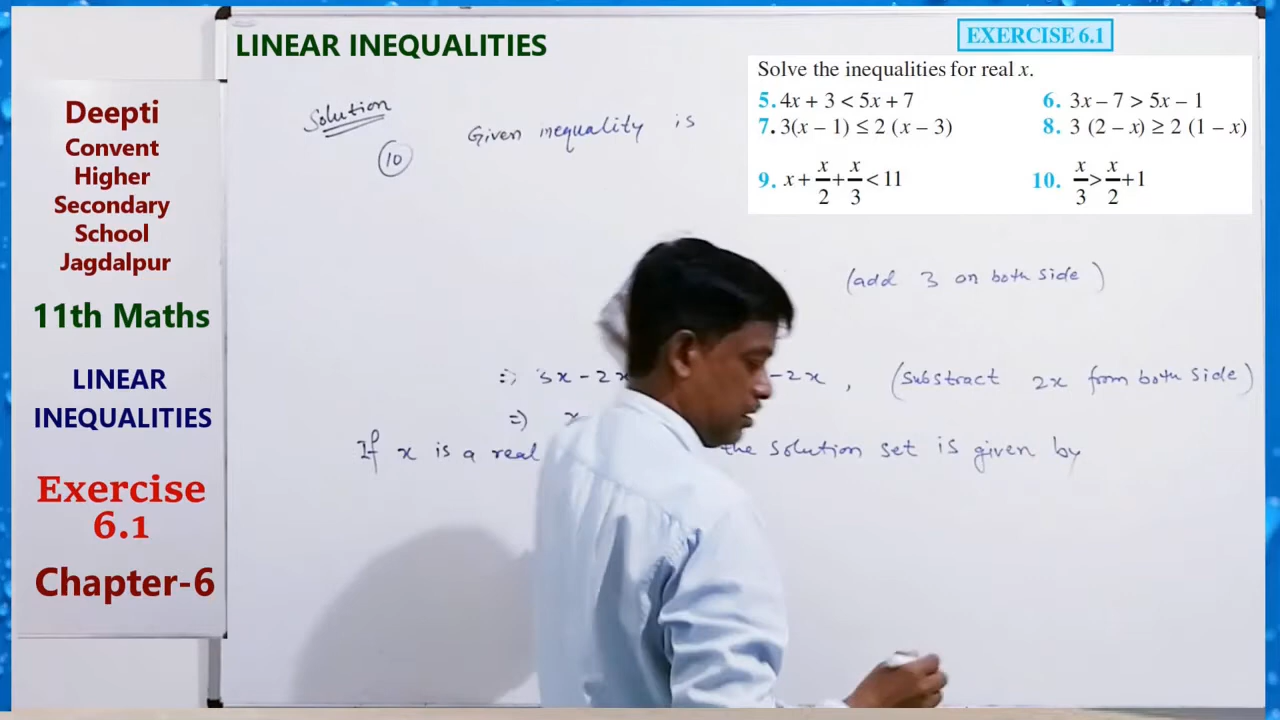 LINEAR INEQUALITIES
EXERCISE 6.1
Solve the inequalities for real x.
5. 4x + 3 < 5x + 7
6. 3x – 7 > 5x – 1
7. 3(x – 1) ≤ 2 (x – 3)
8. 3 (2 – x) ≥ 2 (1 – x)
9. x + x/2 + x/3 < 11
10. x/3 > x/2 + 1
Deepti
Convent
Higher
Secondary
School
Jagdalpur
11th Maths
LINEAR
INEQUALITIES
Exercise
6.1
Chapter-6
Solution
10 Given inequality is
(add 3 on both side)
⇒ 3x - 2x - 2x , (Substract 2x from both side)
⇒ x
If x is a real the solution set is given by